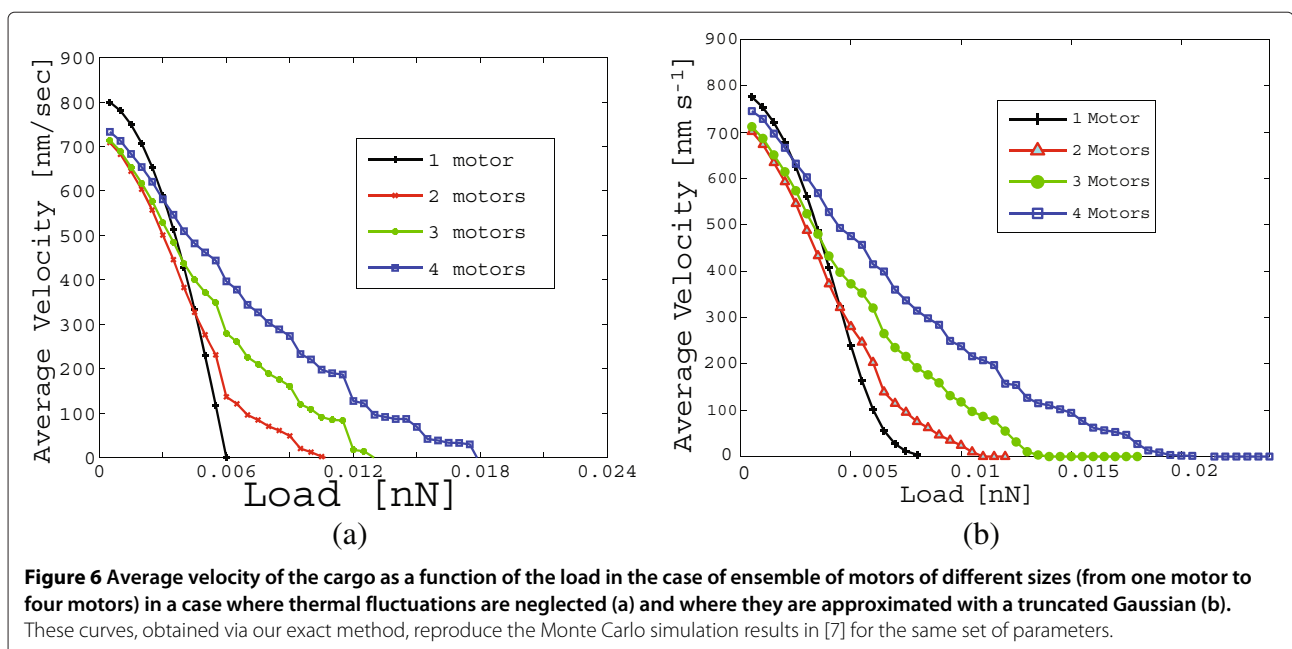 900
800
700
600
500
400
300
200
100
0
Average Velocity [nm/sec]
1 motor
2 motors
3 motors
4 motors
0
0.006
0.012
0.018
0.024
Load [nN]
(a)
900
800
700
600
500
400
300
200
100
0
Average Velocity [nm s⁻¹]
1 Motor
2 Motors
3 Motors
4 Motors
0
0.005
0.01
0.015
0.02
Load [nN]
(b)
Figure 6 Average velocity of the cargo as a function of the load in the case of ensemble of motors of different sizes (from one motor to
four motors) in a case where thermal fluctuations are neglected (a) and where they are approximated with a truncated Gaussian (b).
These curves, obtained via our exact method, reproduce the Monte Carlo simulation results in [7] for the same set of parameters.